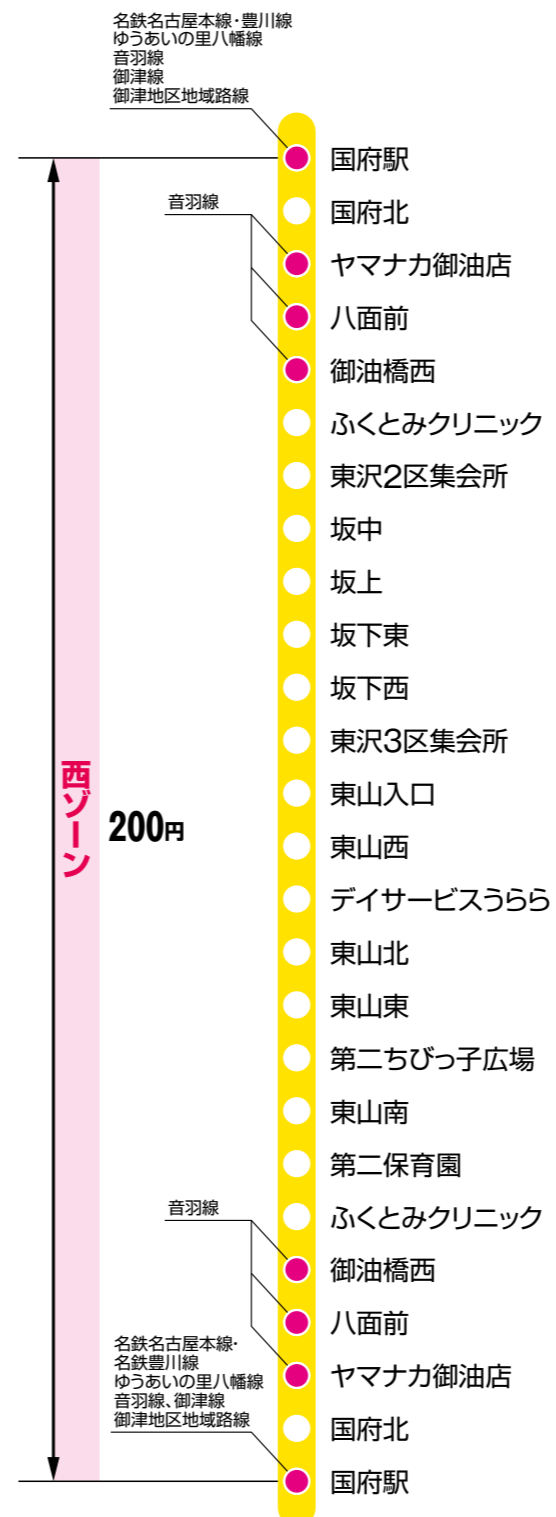 名鉄名古屋本線・豊川線
ゆうあいの里八幡線
音羽線
御津線
御津地区地域路線
国府駅
国府北
音羽線
ヤマナカ御油店
八面前
御油橋西
ふくとみクリニック
東沢2区集会所
坂中
坂上
坂下東
坂下西
東沢3区集会所
西ゾーン
200円
東山入口
東山西
デイサービスうらら
東山北
東山東
第二ちびっ子広場
東山南
第二保育園
ふくとみクリニック
音羽線
御油橋西
八面前
ヤマナカ御油店
名鉄名古屋本線・
名鉄豊川線
ゆうあいの里八幡線
音羽線、御津線
御津地区地域路線
国府北
国府駅